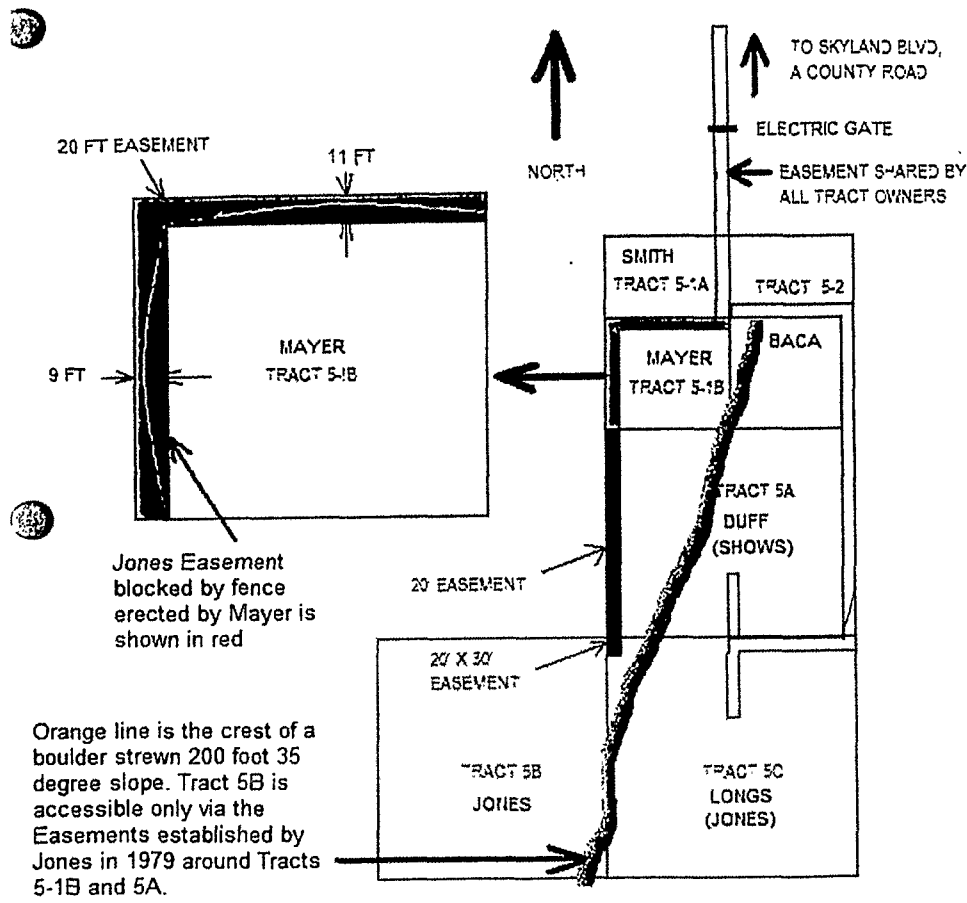 TO SKYLAND BLVD,
A COUNTY ROAD
ELECTRIC GATE
EASEMENT SHARED BY
ALL TRACT OWNERS
NORTH
20 FT EASEMENT
11 FT
9 FT
MAYER
TRACT 5-1B
Jones Easement
blocked by fence
erected by Mayer is
shown in red
SMITH
TRACT 5-1A
TRACT 5-2
MAYER
TRACT 5-1B
BACA
TRACT 5A
DUFF
(SHOWS)
20' EASEMENT
20' X 30'
EASEMENT
TRACT 5B
JONES
TRACT 5C
LONGS
(JONES)
Orange line is the crest of a
boulder strewn 200 foot 35
degree slope. Tract 5B is
accessible only via the
Easements established by
Jones in 1979 around Tracts
5-1B and 5A.